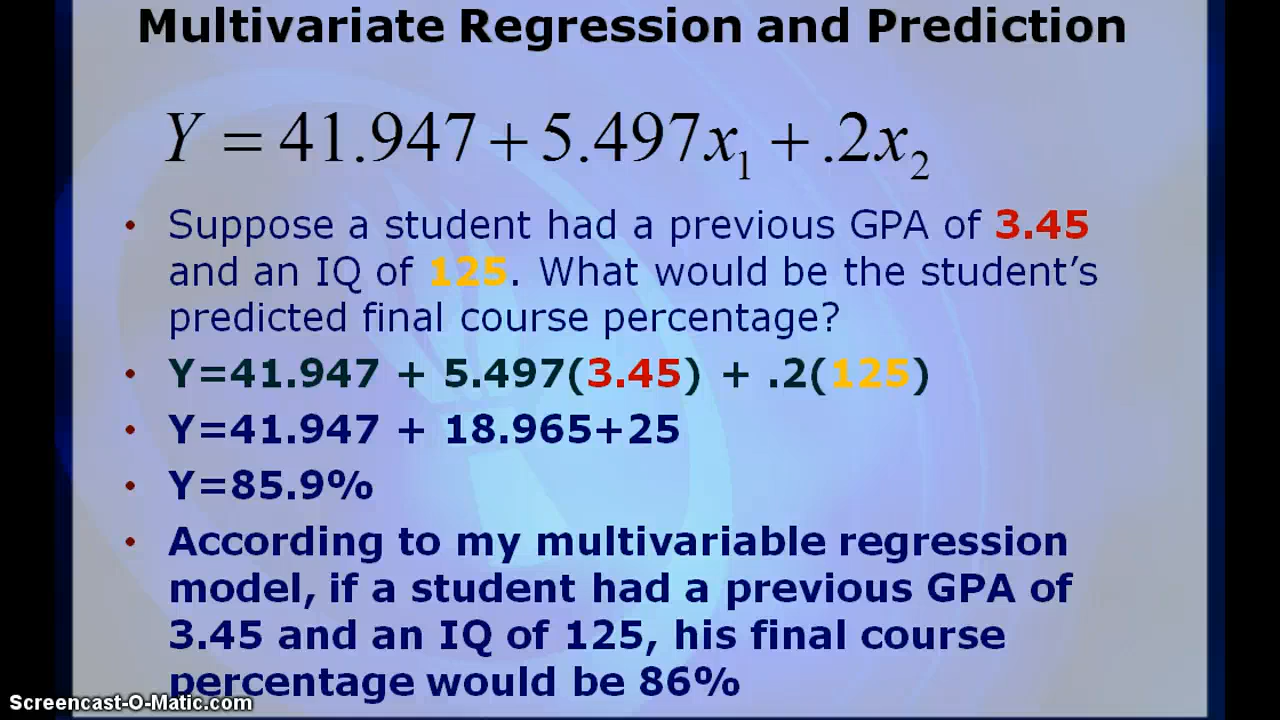 Multivariate Regression and Prediction
Y = 41.947 + 5.497x₁ + .2x₂
• Suppose a student had a previous GPA of 3.45
and an IQ of 125. What would be the student's
predicted final course percentage?
• Y=41.947 + 5.497(3.45) + .2(125)
• Y=41.947 + 18.965+25
• Y=85.9%
• According to my multivariable regression
model, if a student had a previous GPA of
3.45 and an IQ of 125, his final course
percentage would be 86%
Screencast-O-Matic.com